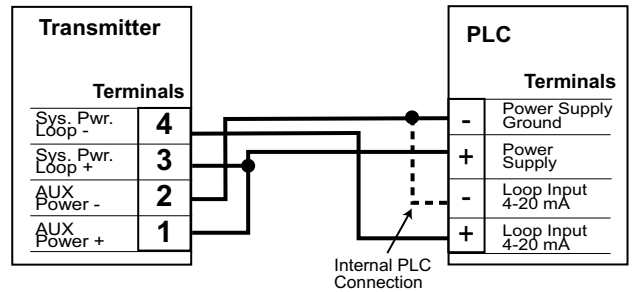 Transmitter
Terminals
Sys. Pwr.
Loop -
4
Sys. Pwr.
Loop +
3
AUX
Power -
2
AUX
Power +
1
PLC
Terminals
-
Power Supply
Ground
+
Power
Supply
-
Loop Input
4-20 mA
+
Loop Input
4-20 mA
Internal PLC
Connection